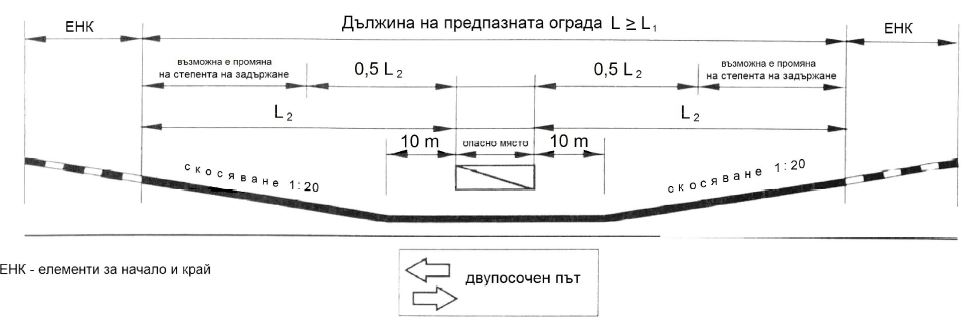 ЕНК
Дължина на предпазната ограда L ≥ L₁
ЕНК
възможна е промяна
на степента на задържане
0,5 L₂
0,5 L₂
възможна е промяна
на степента на задържане
L₂
L₂
10 m
опасно място
10 m
скосяване 1:20
скосяване 1:20
ЕНК - елементи за начало и край
двупосочен път